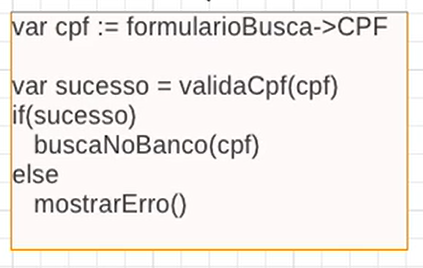 var cpf := formularioBusca->CPF
var sucesso = validaCpf(cpf)
if(sucesso)
buscaNoBanco(cpf)
else
mostrarErro()